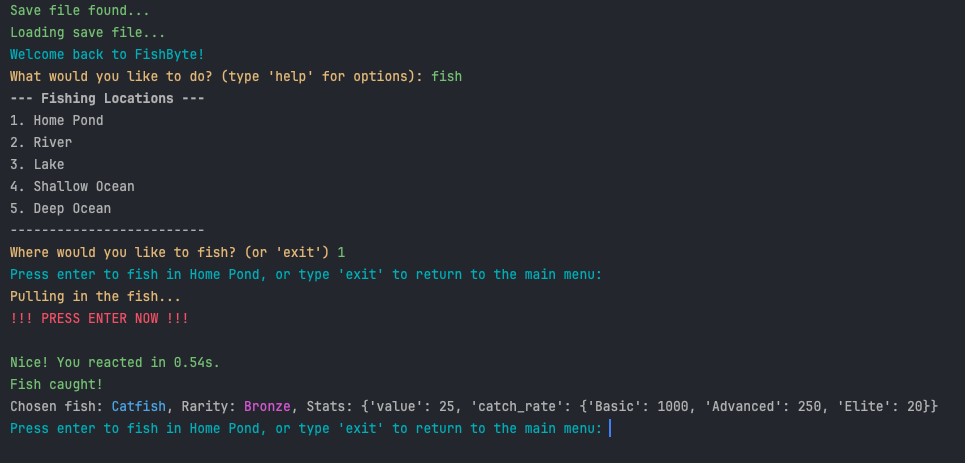 Save file found...
Loading save file...
Welcome back to FishByte!
What would you like to do? (type 'help' for options): fish
--- Fishing Locations ---
1. Home Pond
2. River
3. Lake
4. Shallow Ocean
5. Deep Ocean
-------------------------
Where would you like to fish? (or 'exit') 1
Press enter to fish in Home Pond, or type 'exit' to return to the main menu:
Pulling in the fish...
!!! PRESS ENTER NOW !!!
Nice! You reacted in 0.54s.
Fish caught!
Chosen fish: Catfish, Rarity: Bronze, Stats: {'value': 25, 'catch_rate': {'Basic': 1000, 'Advanced': 250, 'Elite': 20}}
Press enter to fish in Home Pond, or type 'exit' to return to the main menu: